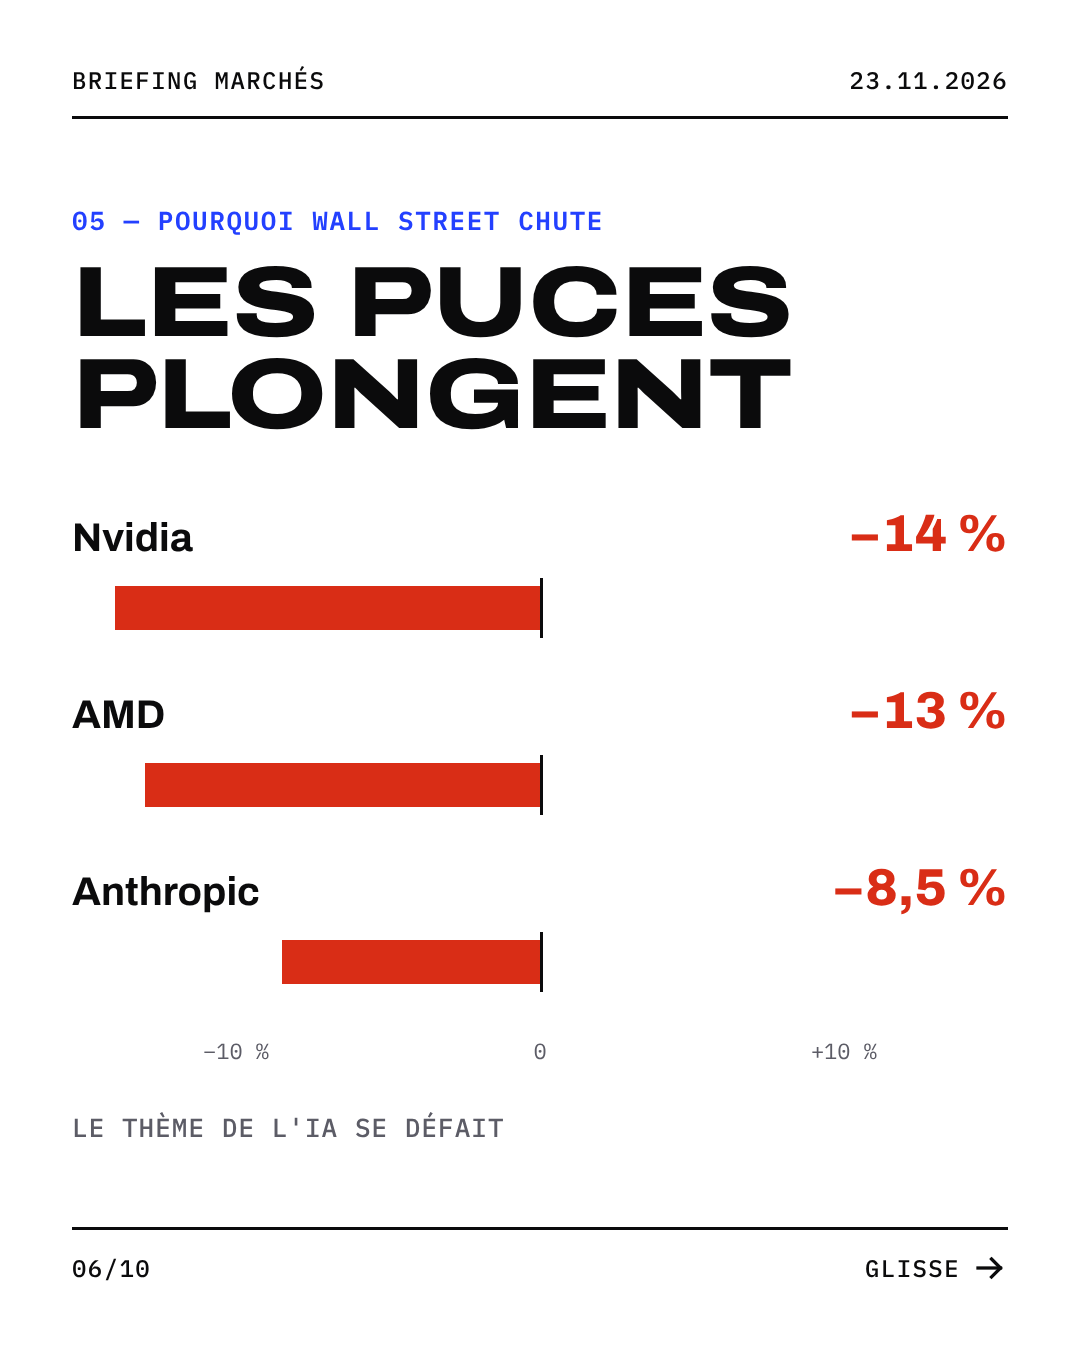 BRIEFING MARCHÉS
23.11.2026
05 — POURQUOI WALL STREET CHUTE
LES PUCES
PLONGENT
Nvidia
−14 %
AMD
−13 %
Anthropic
−8,5 %
−10 %
0
+10 %
LE THÈME DE L'IA SE DÉFAIT
06/10
GLISSE →